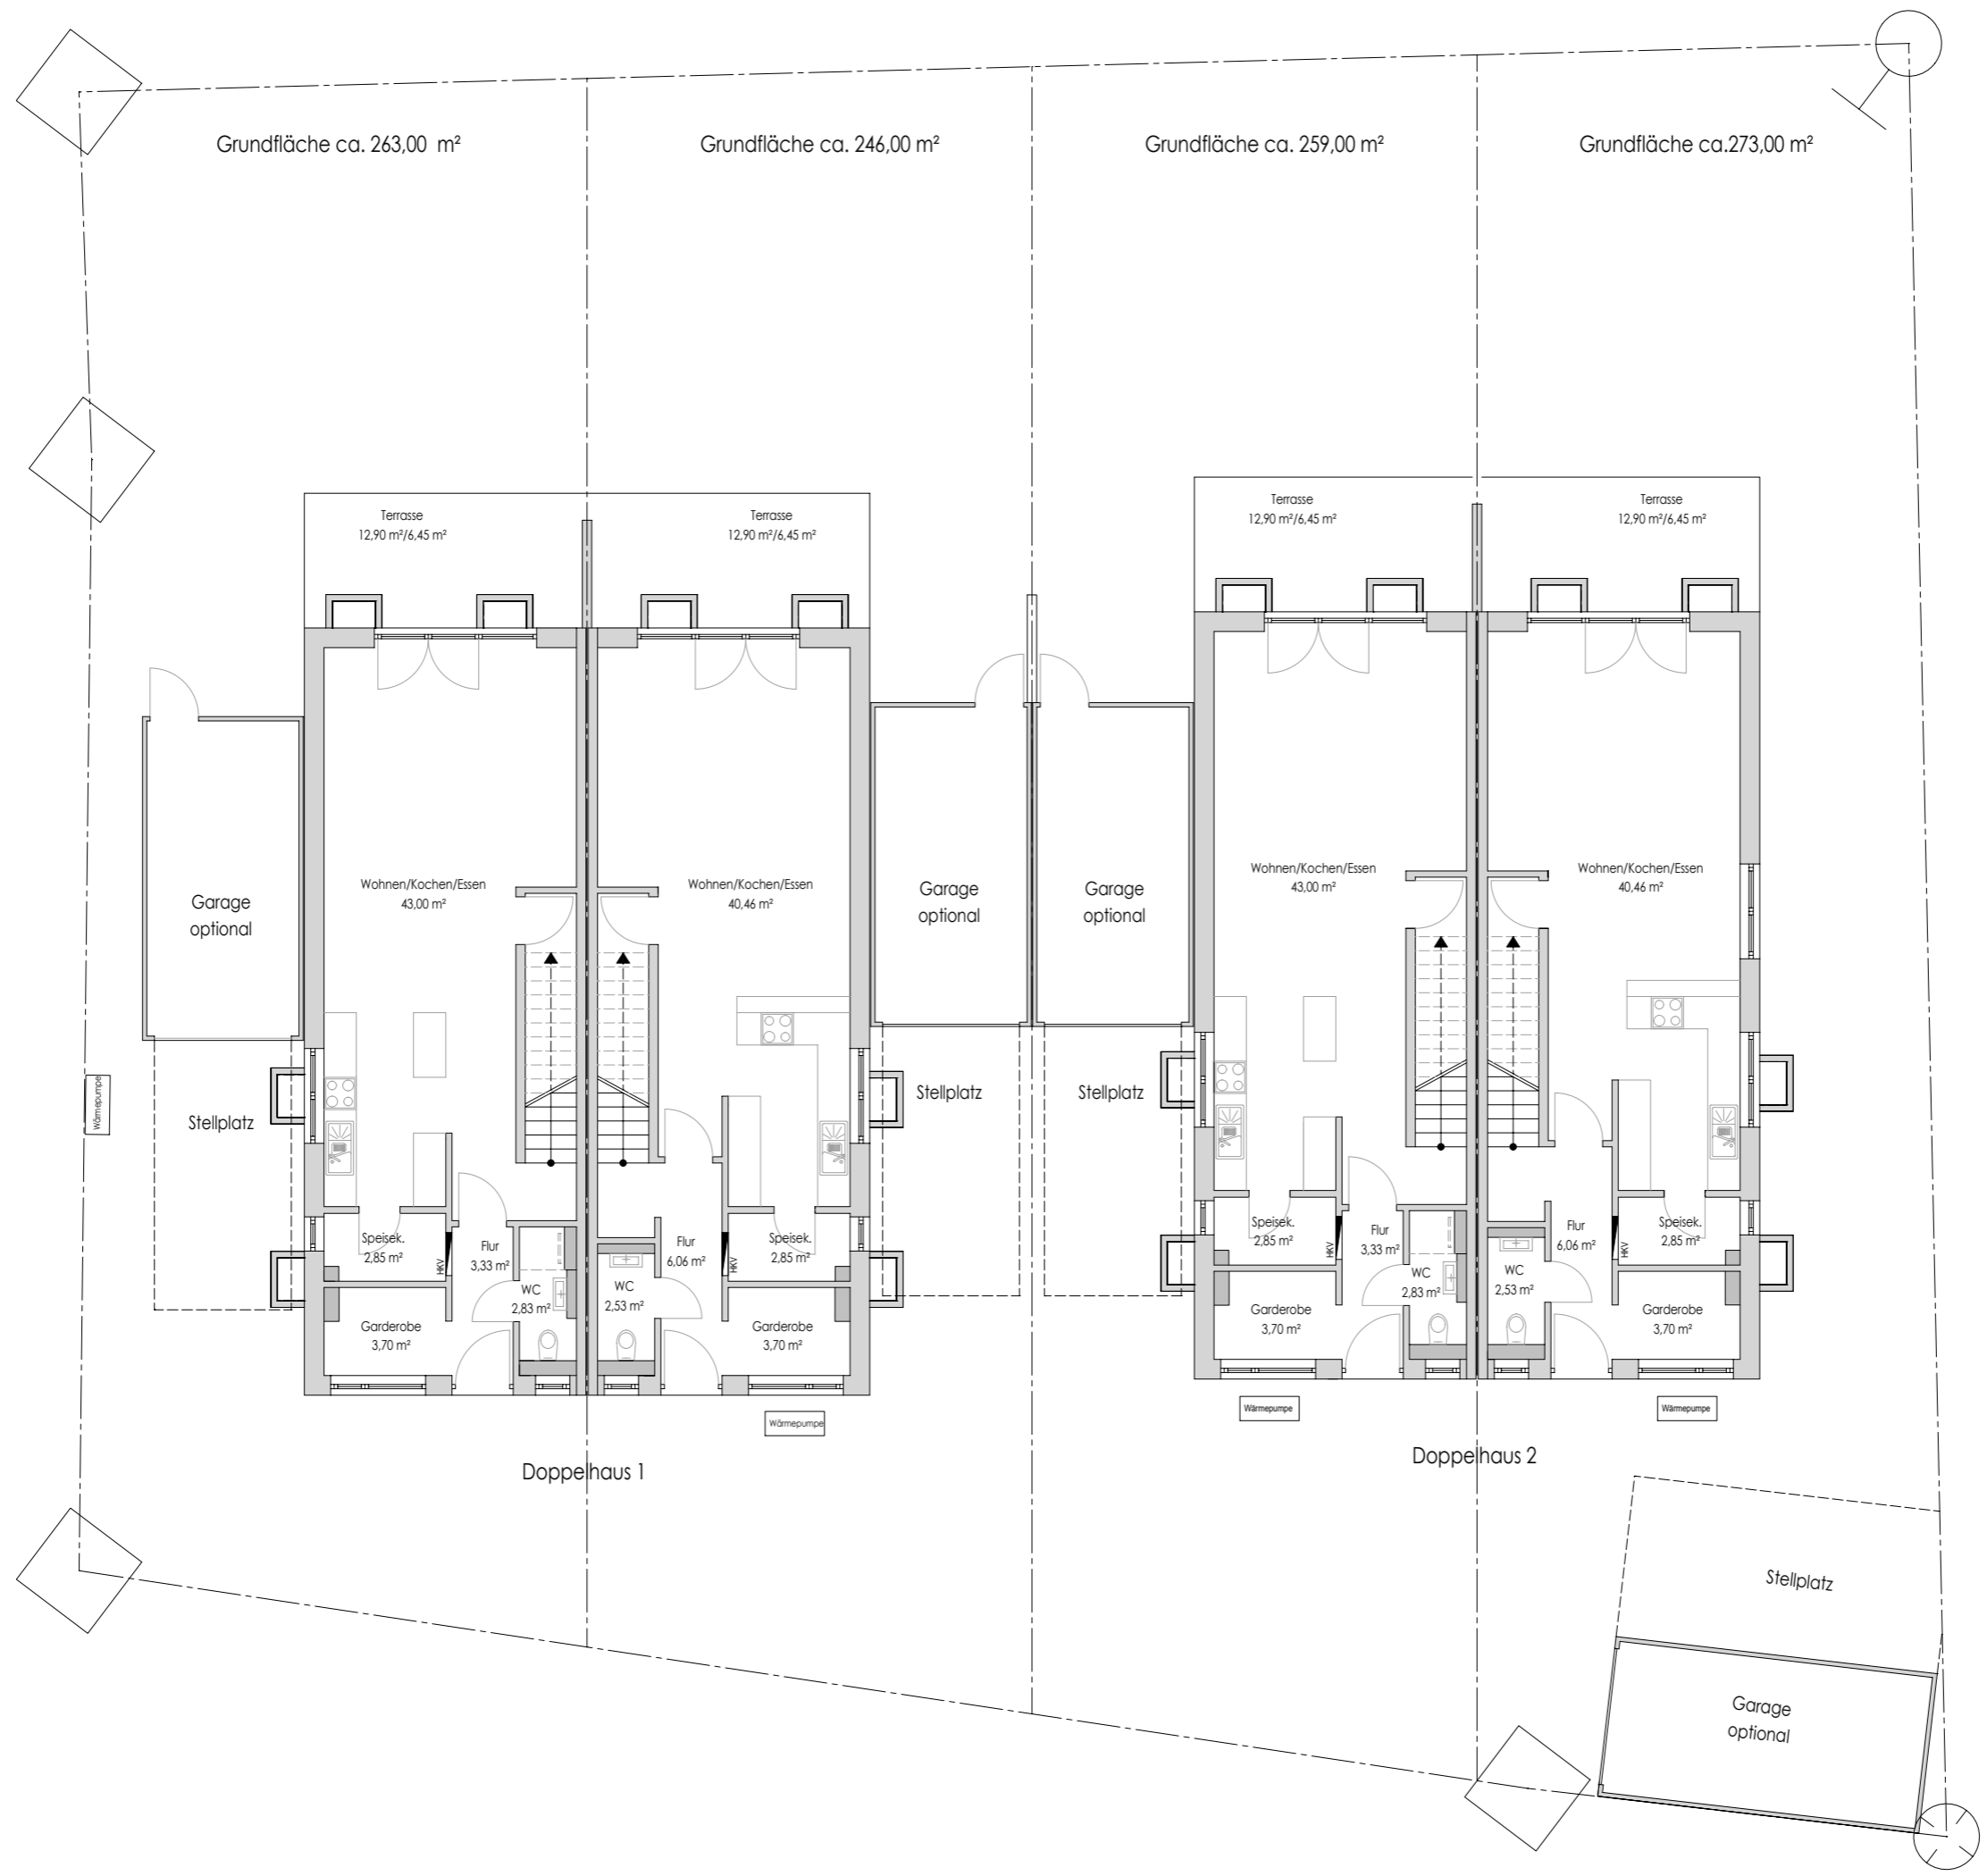 Grundfläche ca. 263,00 m²
Grundfläche ca. 246,00 m²
Grundfläche ca. 259,00 m²
Grundfläche ca.273,00 m²
Terrasse
12,90 m²/6,45 m²
Terrasse
12,90 m²/6,45 m²
Terrasse
12,90 m²/6,45 m²
Terrasse
12,90 m²/6,45 m²
Garage
optional
Wohnen/Kochen/Essen
43,00 m²
Wohnen/Kochen/Essen
40,46 m²
Garage
optional
Garage
optional
Wohnen/Kochen/Essen
43,00 m²
Wohnen/Kochen/Essen
40,46 m²
Wärmepumpe
Stellplatz
Stellplatz
Stellplatz
Speisek.
2,85 m²
HKV
Flur
3,33 m²
WC
2,83 m²
Garderobe
3,70 m²
WC
2,53 m²
Flur
6,06 m²
HKV
Speisek.
2,85 m²
Garderobe
3,70 m²
Speisek.
2,85 m²
HKV
Flur
3,33 m²
WC
2,83 m²
Garderobe
3,70 m²
WC
2,53 m²
Flur
6,06 m²
HKV
Speisek.
2,85 m²
Garderobe
3,70 m²
Wärmepumpe
Wärmepumpe
Wärmepumpe
Doppelhaus 1
Doppelhaus 2
Stellplatz
Garage
optional